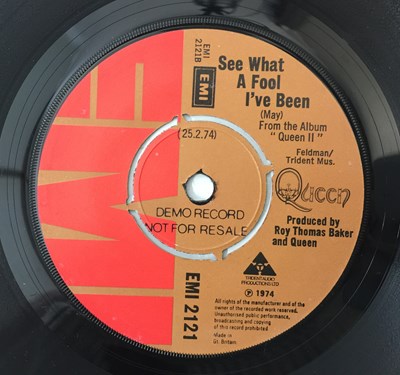 EMI
EMI
2121B
EMI
See What
A Fool
I've Been
(May)
From the Album
"Queen II"
Feldman/
Trident Mus.
(25.2.74)
Queen
DEMO RECORD
NOT FOR RESALE
Produced by
Roy Thomas Baker
and Queen
EMI 2121
TRIDENT AUDIO
PRODUCTIONS LTD
℗ 1974
All rights of the manufacturer and of the
owner of the recorded work reserved.
Unauthorised public performance,
broadcasting and copying
of this record prohibited
Made in
Gt. Britain